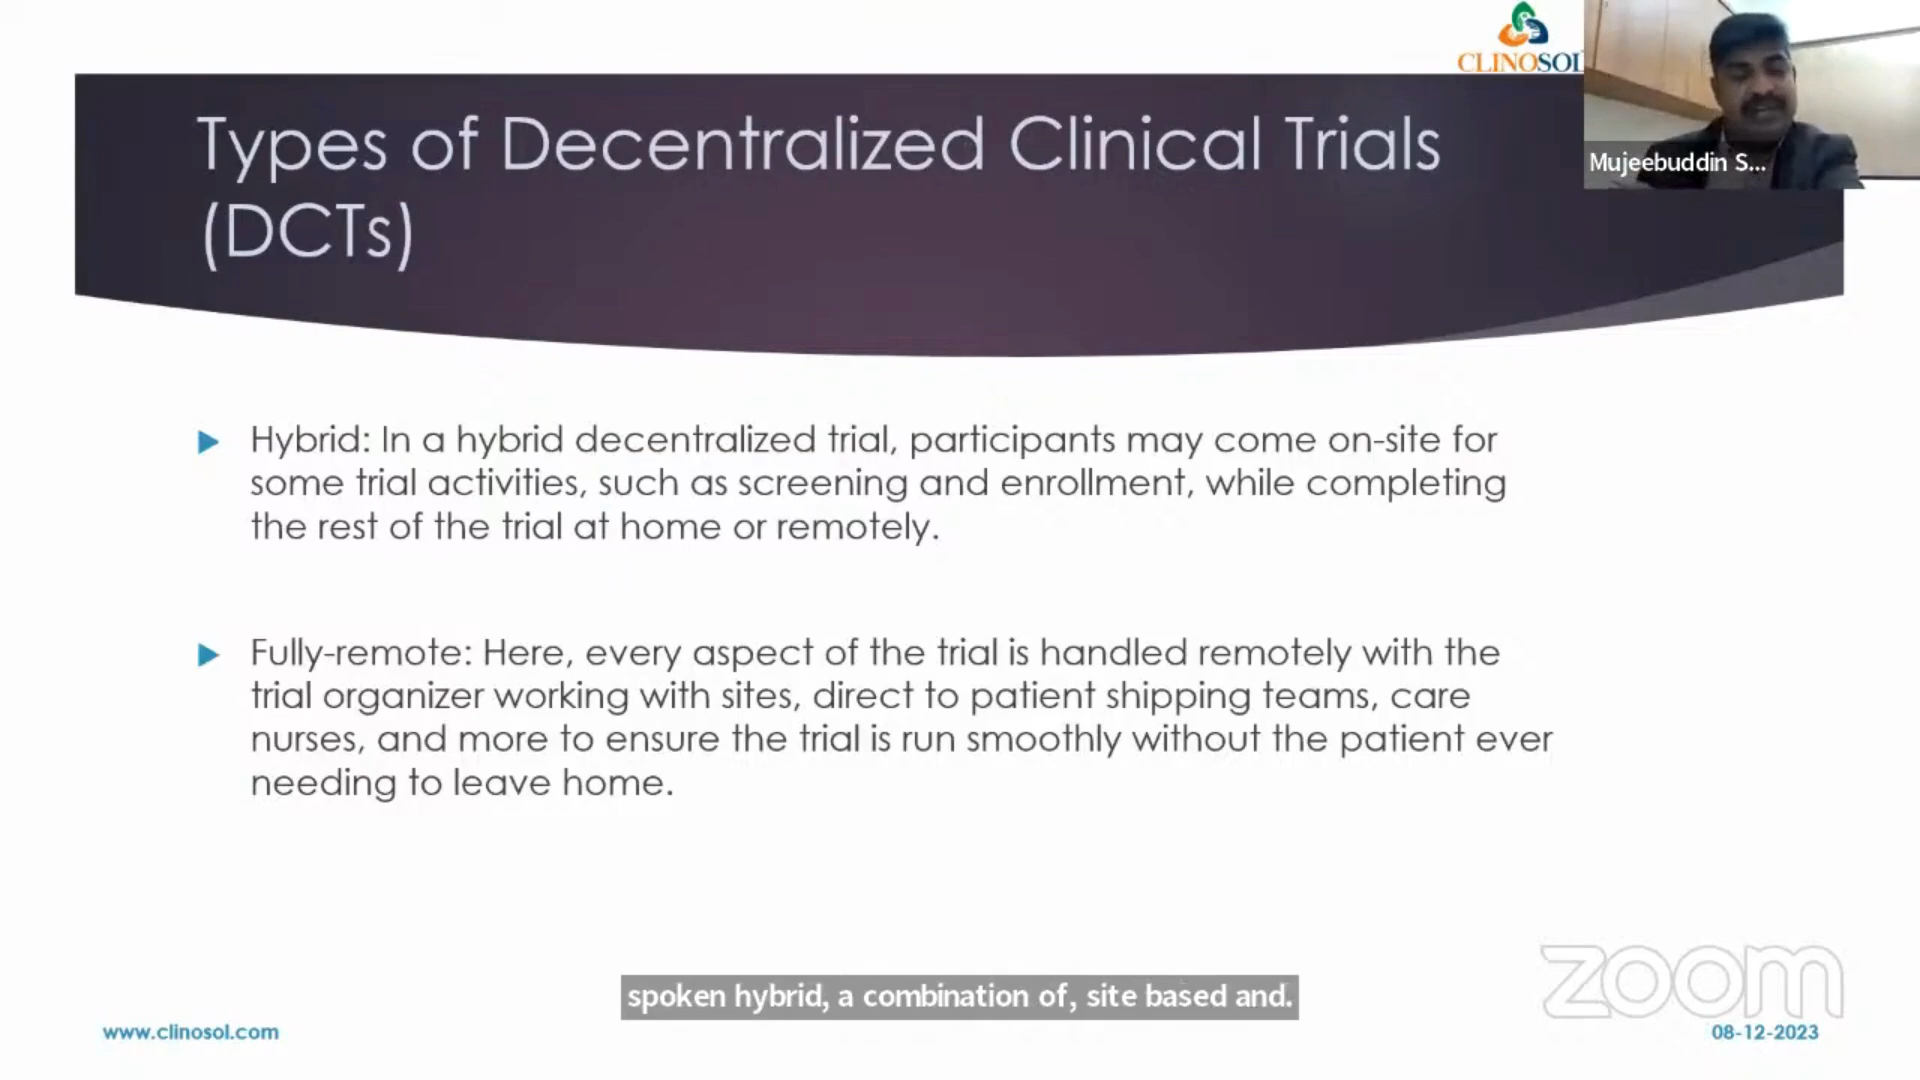 CLINOSOL
Mujeebuddin S...
Types of Decentralized Clinical Trials
(DCTs)
Hybrid: In a hybrid decentralized trial, participants may come on-site for
some trial activities, such as screening and enrollment, while completing
the rest of the trial at home or remotely.
Fully-remote: Here, every aspect of the trial is handled remotely with the
trial organizer working with sites, direct to patient shipping teams, care
nurses, and more to ensure the trial is run smoothly without the patient ever
needing to leave home.
zoom
spoken hybrid, a combination of, site based and.
www.clinosol.com
08-12-2023